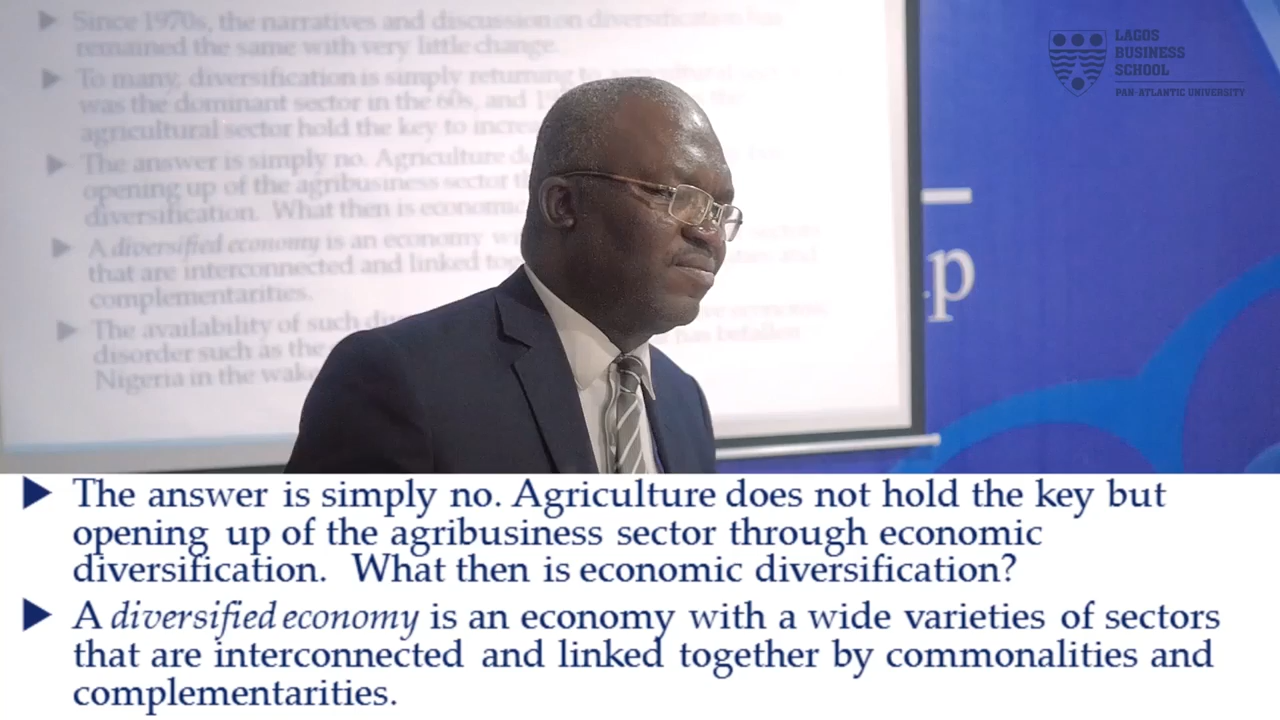 Since 1970s, the narratives and discussion on diversification has
remained the same with very little change.
To many, diversification is simply returning to
was the dominant sector in the 60s, and
agricultural sector hold the key to
The answer is simply no. Agriculture
opening up of the agribusiness sector
diversification. What then is
A diversified economy is an economy
that are interconnected and linked
complementarities.
The availability of such
disorder such as the has befallen
Nigeria in the
LAGOS
BUSINESS
SCHOOL
PAN-ATLANTIC UNIVERSITY
p
The answer is simply no. Agriculture does not hold the key but
opening up of the agribusiness sector through economic
diversification. What then is economic diversification?
A diversified economy is an economy with a wide varieties of sectors
that are interconnected and linked together by commonalities and
complementarities.